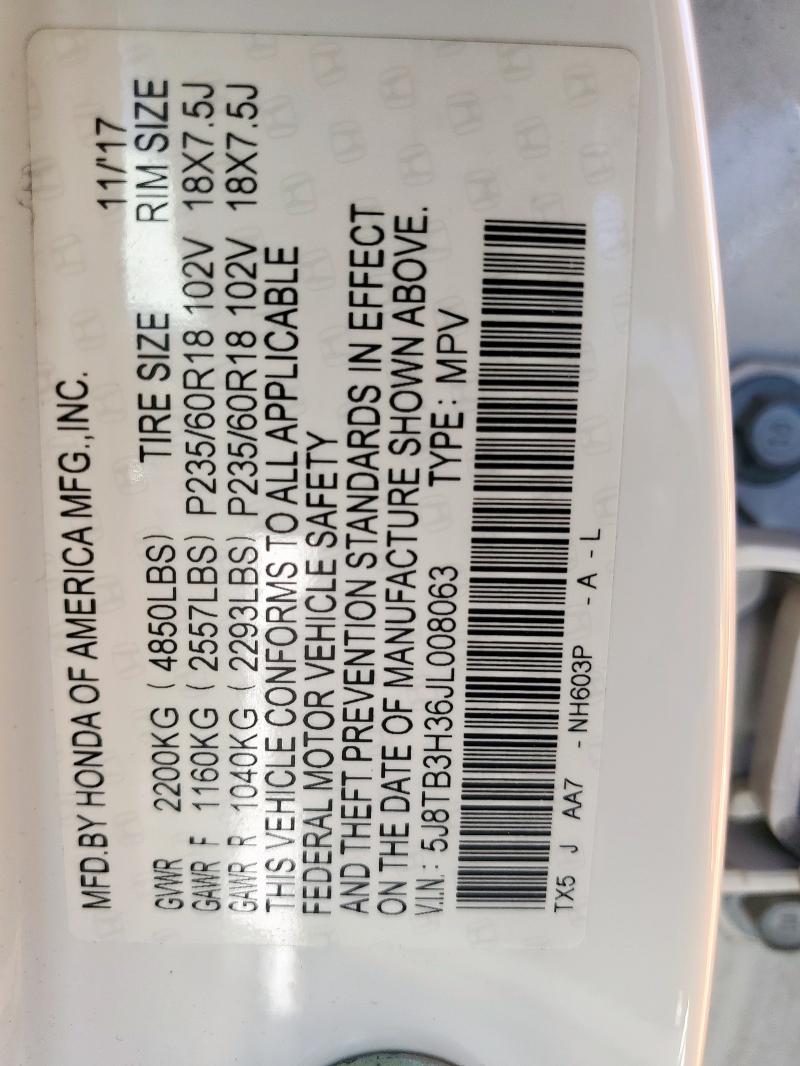 MFD.BY HONDA OF AMERICA MFG.,INC. 11/'17
GVWR 2200KG ( 4850LBS) TIRE SIZE RIM SIZE
GAWR F 1160KG ( 2557LBS) P235/60R18 102V 18X7.5J
GAWR R 1040KG ( 2293LBS) P235/60R18 102V 18X7.5J
THIS VEHICLE CONFORMS TO ALL APPLICABLE
FEDERAL MOTOR VEHICLE SAFETY
AND THEFT PREVENTION STANDARDS IN EFFECT
ON THE DATE OF MANUFACTURE SHOWN ABOVE.
V.I.N.: 5J8TB3H36JL008063 TYPE: MPV
TX5 J AA7 - NH603P - A - L